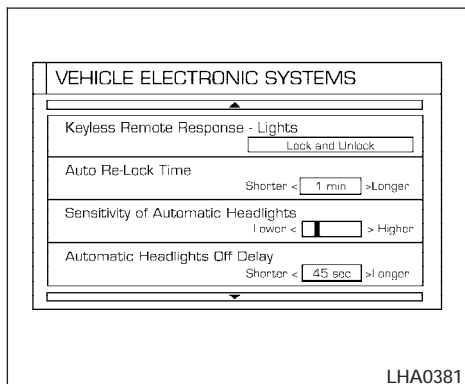 VEHICLE ELECTRONIC SYSTEMS
Keyless Remote Response - Lights
Lock and Unlock
Auto Re-Lock Time
Shorter < 1 min >Longer
Sensitivity of Automatic Headlights
Lower < > Higher
Automatic Headlights Off Delay
Shorter < 45 sec >Longer
LHA0381